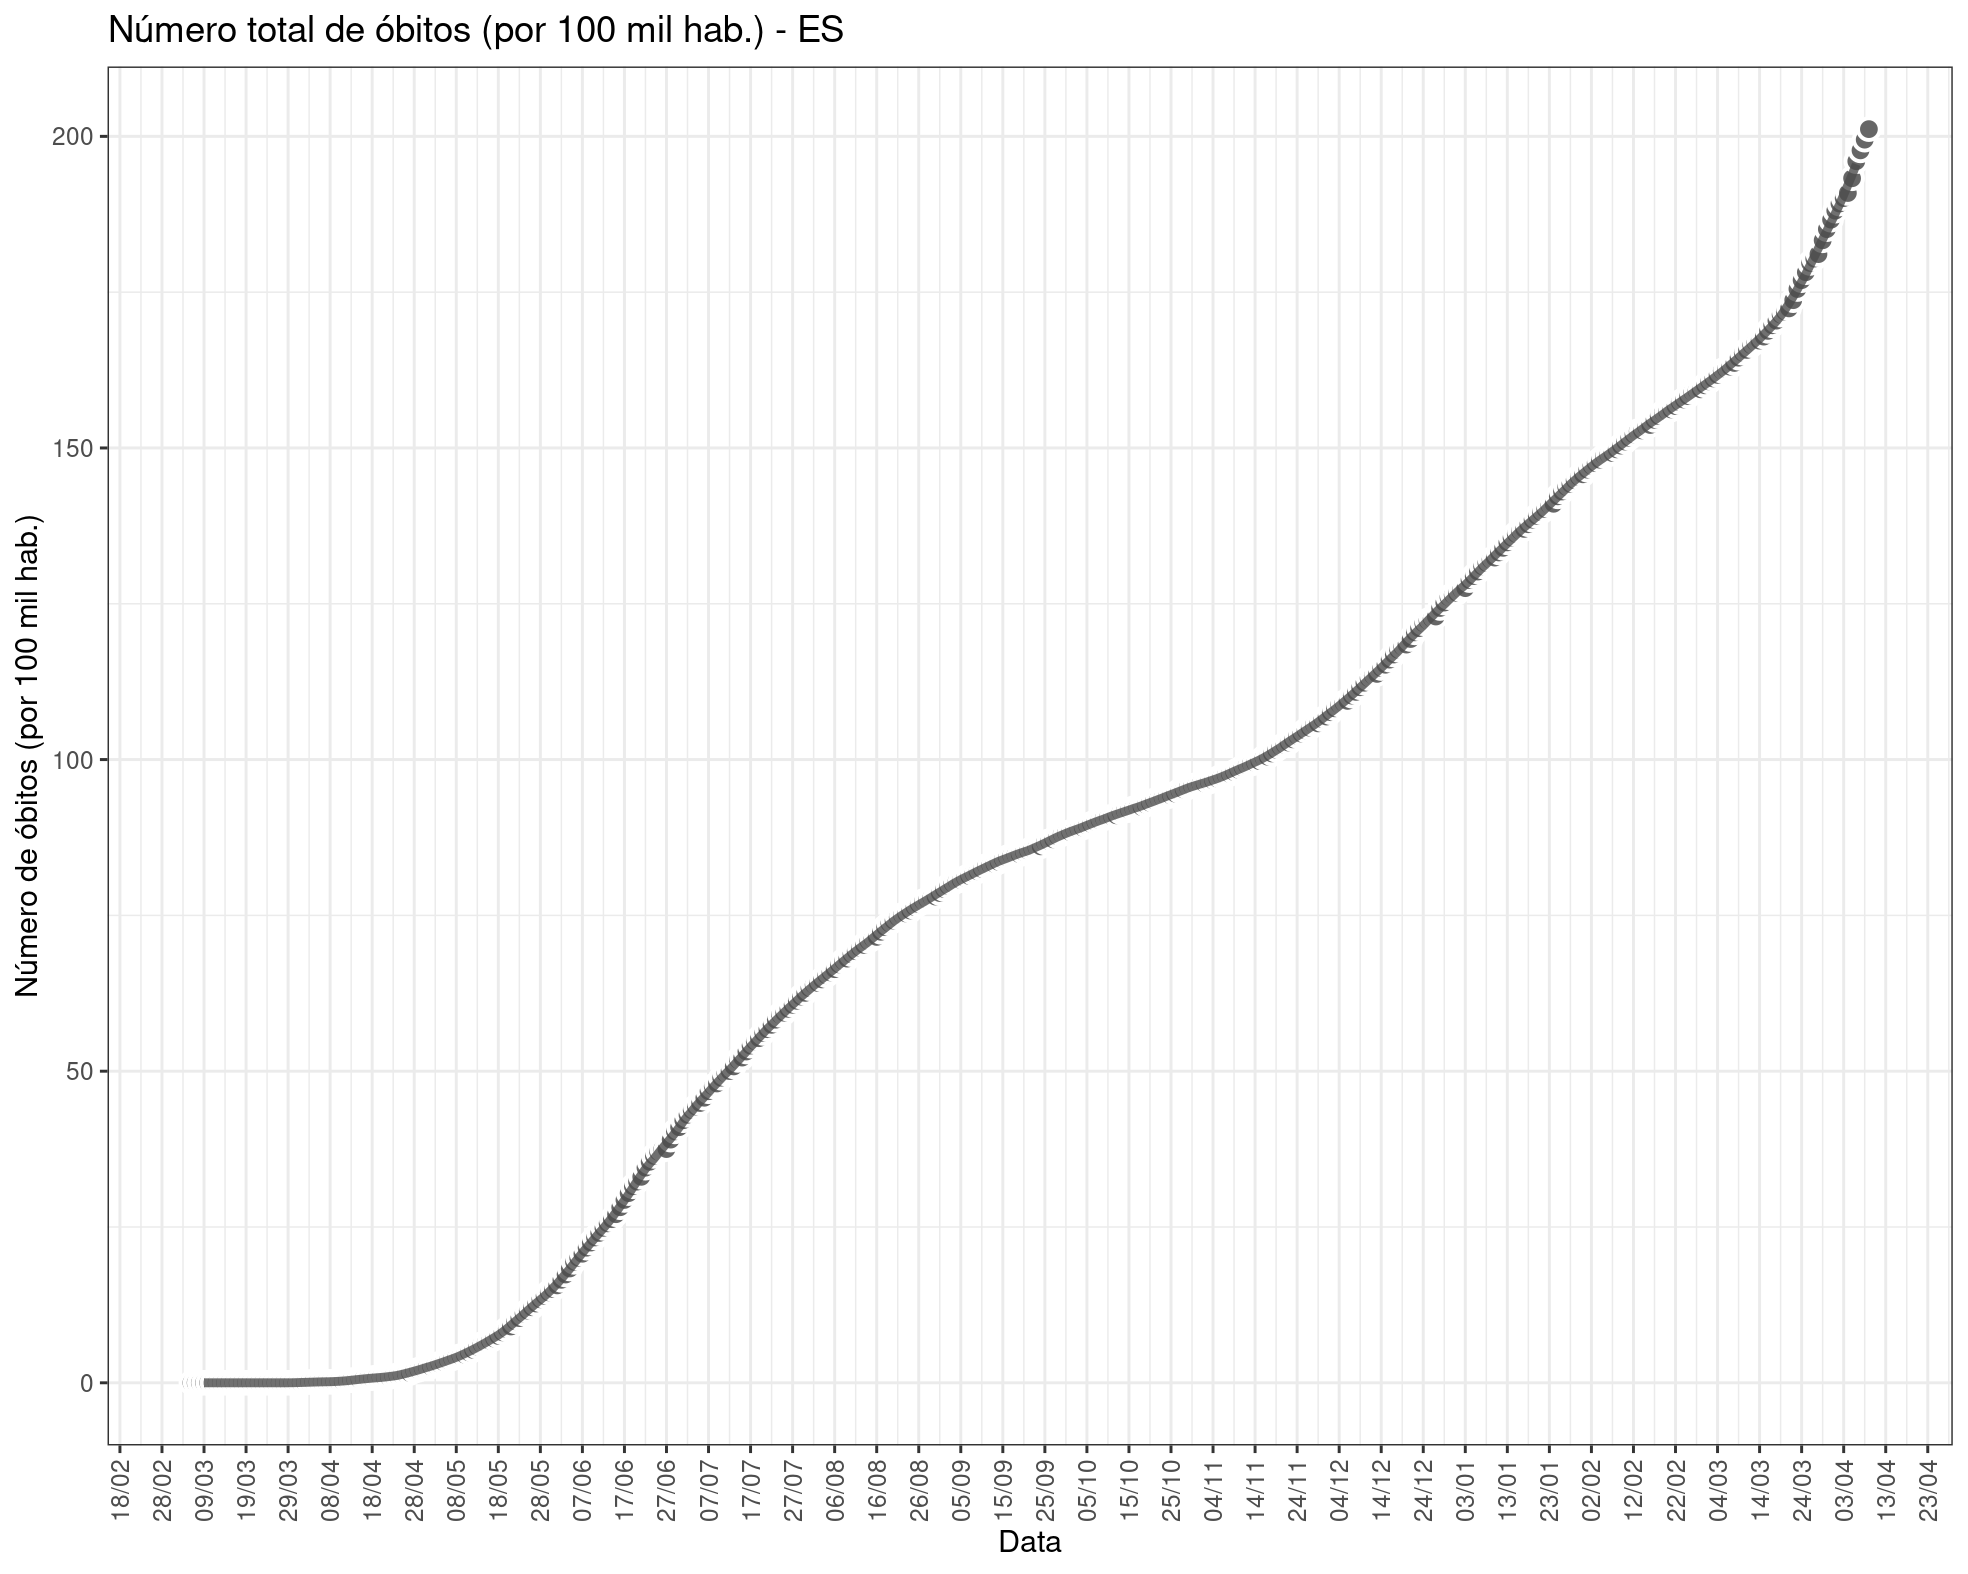 Número total de óbitos (por 100 mil hab.) - ES
Número de óbitos (por 100 mil hab.)
200
150
100
50
0
18/02 28/02 09/03 19/03 29/03 08/04 18/04 28/04 08/05 18/05 28/05 07/06 17/06 27/06 07/07 17/07 27/07 06/08 16/08 26/08 05/09 15/09 25/09 05/10 15/10 25/10 04/11 14/11 24/11 04/12 14/12 24/12 03/01 13/01 23/01 02/02 12/02 22/02 04/03 14/03 24/03 03/04 13/04 23/04
Data